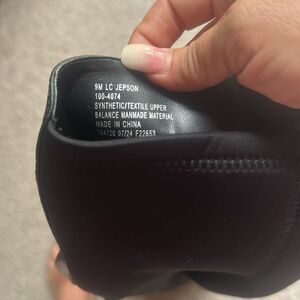 9M LC JEPSON
100-4074
SYNTHETIC/TEXTILE UPPER
BALANCE MANMADE MATERIAL
MADE IN CHINA
07/24 F22653